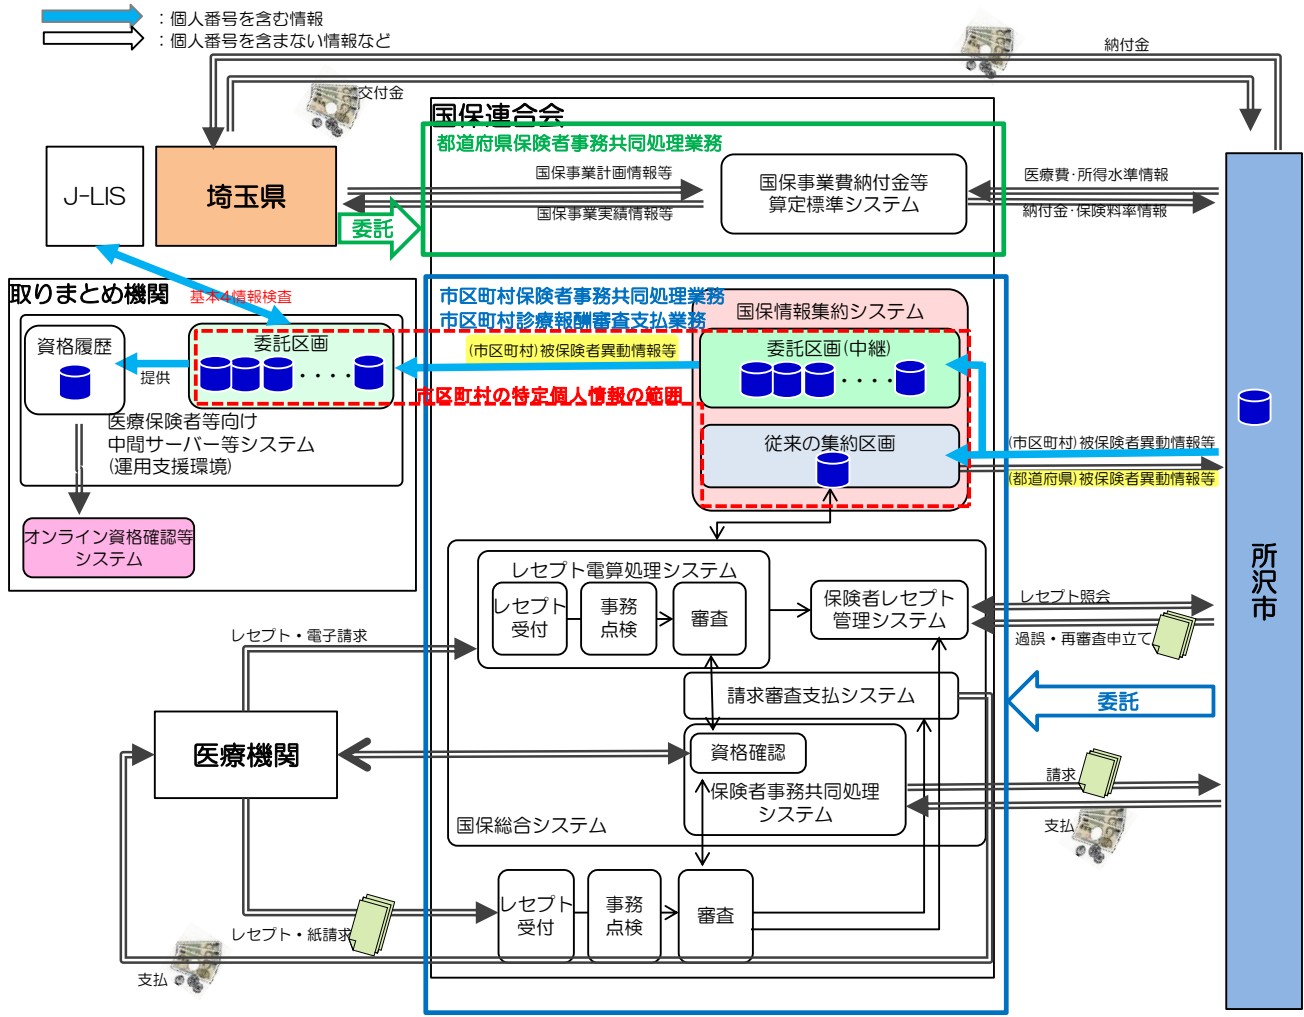 ：個人番号を含む情報
：個人番号を含まない情報など
納付金
交付金
国保連合会
都道府県保険者事務共同処理業務
J-LIS
埼玉県
委託
国保事業計画情報等
国保事業実績情報等
国保事業費納付金等
算定標準システム
医療費･所得水準情報
納付金･保険料率情報
取りまとめ機関
基本4情報検査
市区町村保険者事務共同処理業務
市区町村診療報酬審査支払業務
国保情報集約システム
資格履歴
提供
委託区画
････
(市区町村)被保険者異動情報等
委託区画(中継)
････
市区町村の特定個人情報の範囲
医療保険者等向け
中間サーバー等システム
(運用支援環境)
従来の集約区画
(市区町村)被保険者異動情報等
(都道府県)被保険者異動情報等
オンライン資格確認等
システム
所沢市
レセプト電算処理システム
レセプト
受付
事務
点検
審査
保険者レセプト
管理システム
レセプト照会
過誤・再審査申立て
レセプト・電子請求
請求審査支払システム
委託
医療機関
資格確認
保険者事務共同処理
システム
請求
支払
国保総合システム
レセプト
受付
事務
点検
審査
レセプト・紙請求
支払